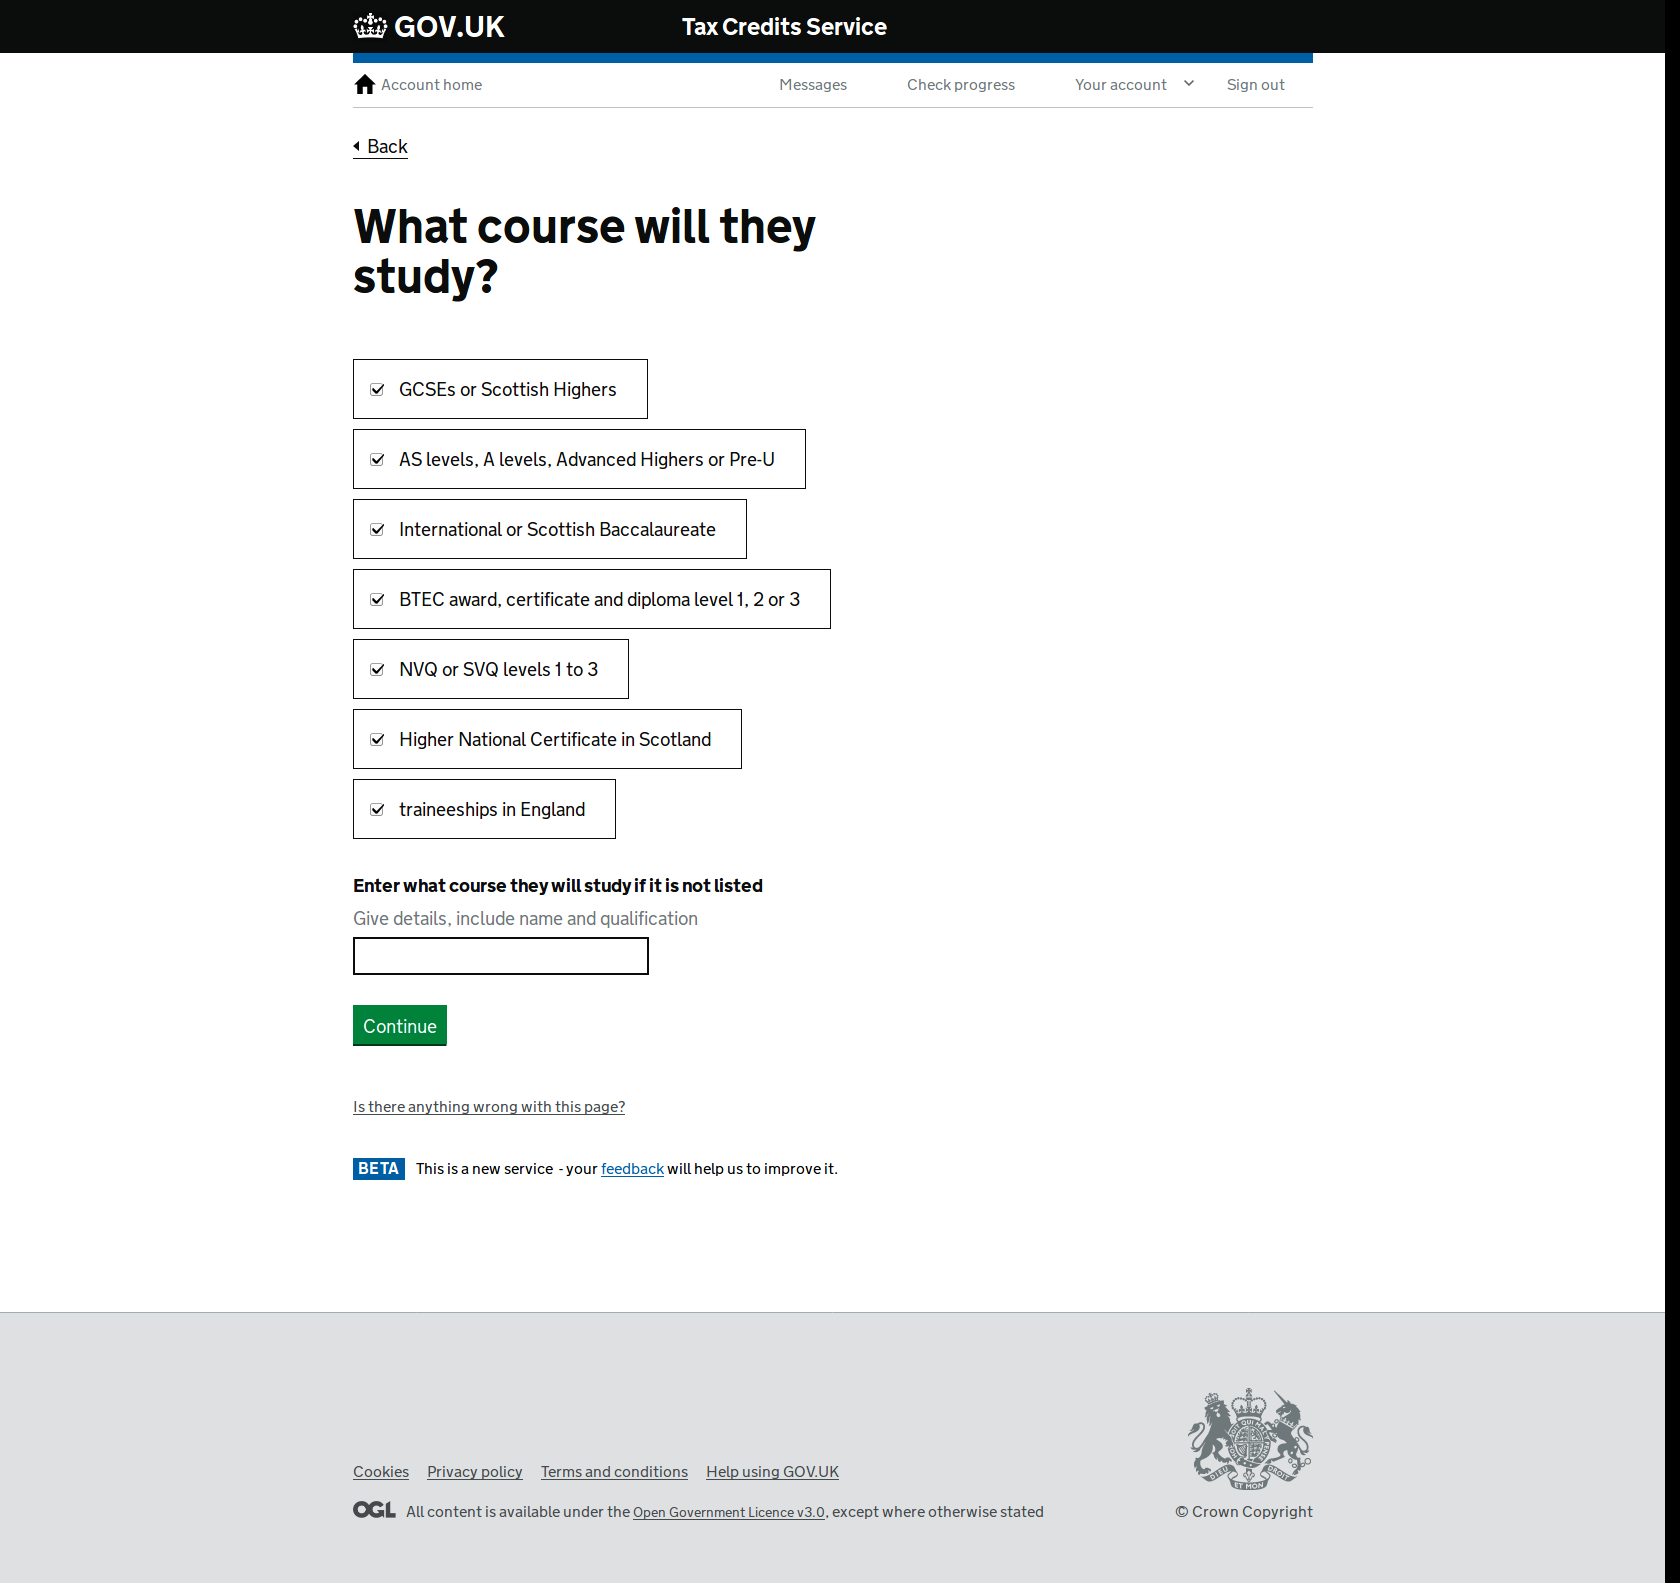 GOV.UK Tax Credits Service
Account home Messages Check progress Your account Sign out
Back
What course will they
study?
GCSEs or Scottish Highers
AS levels, A levels, Advanced Highers or Pre-U
International or Scottish Baccalaureate
BTEC award, certificate and diploma level 1, 2 or 3
NVQ or SVQ levels 1 to 3
Higher National Certificate in Scotland
traineeships in England
Enter what course they will study if it is not listed
Give details, include name and qualification
Continue
Is there anything wrong with this page?
BETA This is a new service - your feedback will help us to improve it.
Cookies Privacy policy Terms and conditions Help using GOV.UK
OGL All content is available under the Open Government Licence v3.0, except where otherwise stated
© Crown Copyright